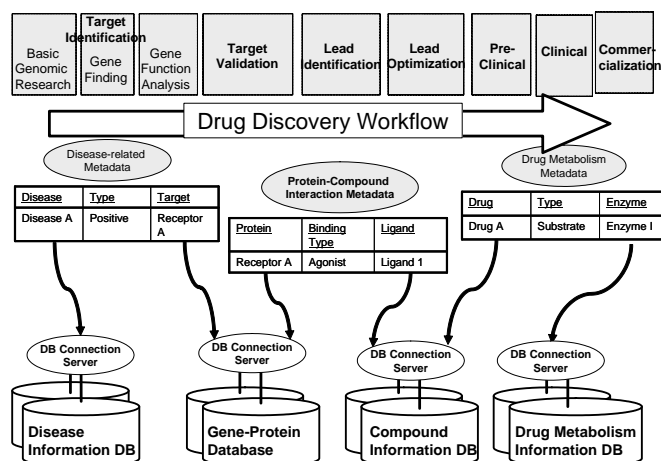 Target
Identification
Basic
Genomic
Research
Gene
Finding
Gene
Function
Analysis
Target
Validation
Lead
Identification
Lead
Optimization
Pre-
Clinical
Clinical
Commer-
cialization
Drug Discovery Workflow
Disease-related
Metadata
Protein-Compound
Interaction Metadata
Drug Metabolism
Metadata
Disease Type Target
Disease A Positive Receptor
A
Protein Binding Ligand
Type
Receptor A Agonist Ligand 1
Drug Type Enzyme
Drug A Substrate Enzyme I
DB Connection
Server
DB Connection
Server
DB Connection
Server
DB Connection
Server
Disease
Information DB
Gene-Protein
Database
Compound
Information DB
Drug Metabolism
Information DB